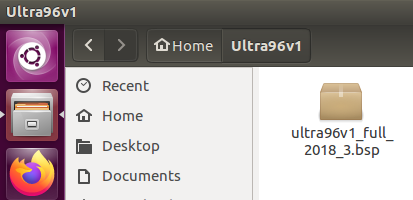 Ultra96v1
Home Ultra96v1
Recent
Home
Desktop
Documents
ultra96v1_full_
2018_3.bsp